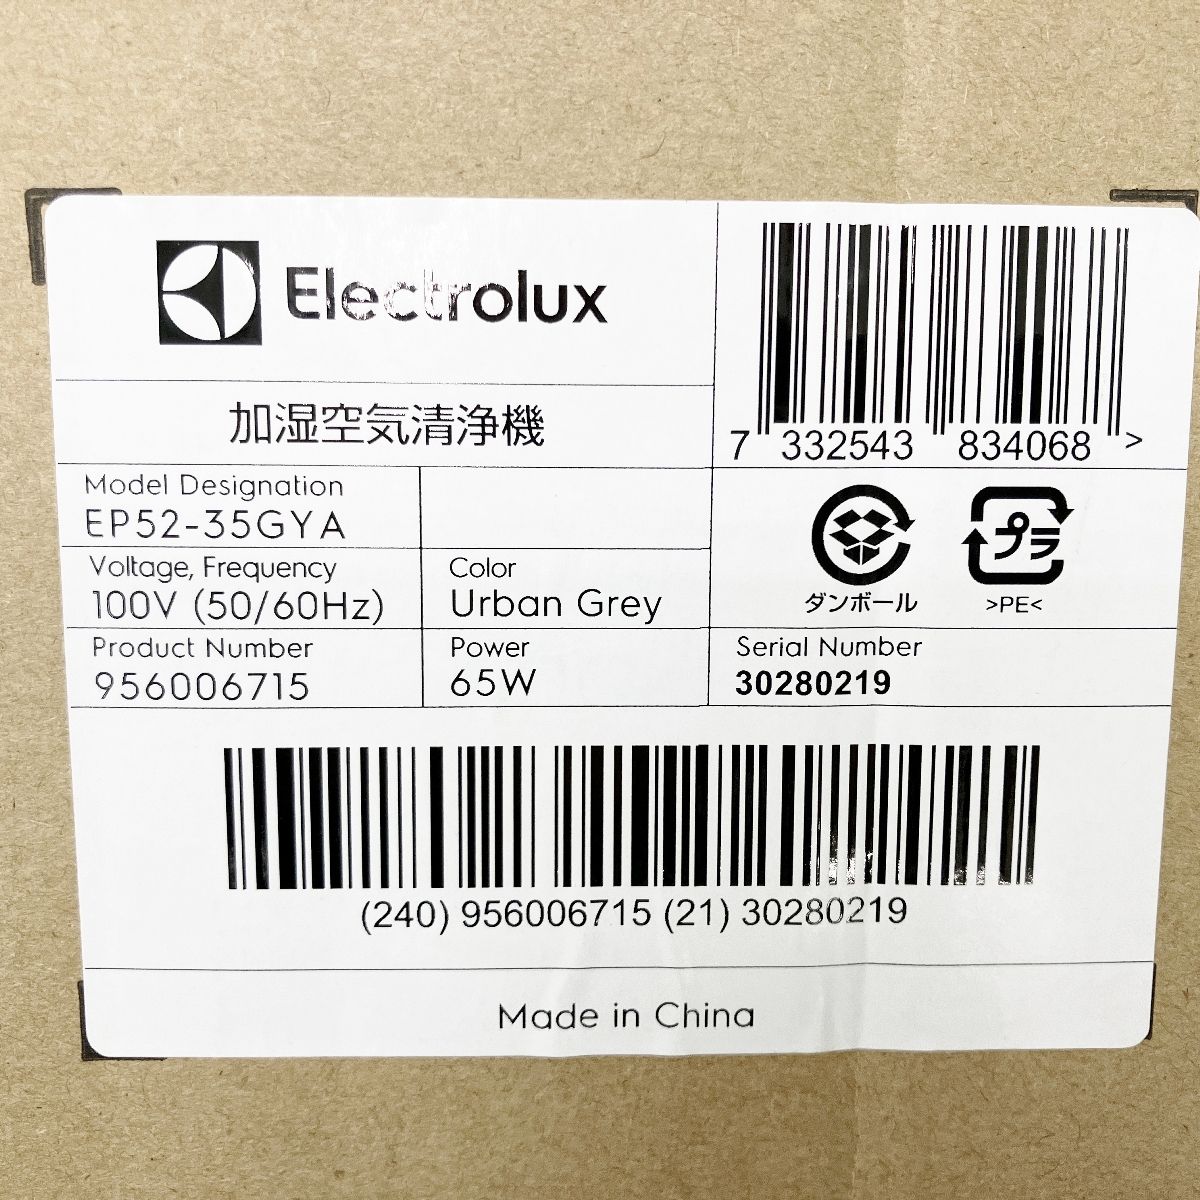 Electrolux
加湿空気清浄機
7 332543 834068 >
Model Designation
EP52-35GYA
Voltage, Frequency
100V (50/60Hz)
Color
Urban Grey
ダンボール
プラ
>PE<
Product Number
956006715
Power
65W
Serial Number
30280219
(240) 956006715 (21) 30280219
Made in China